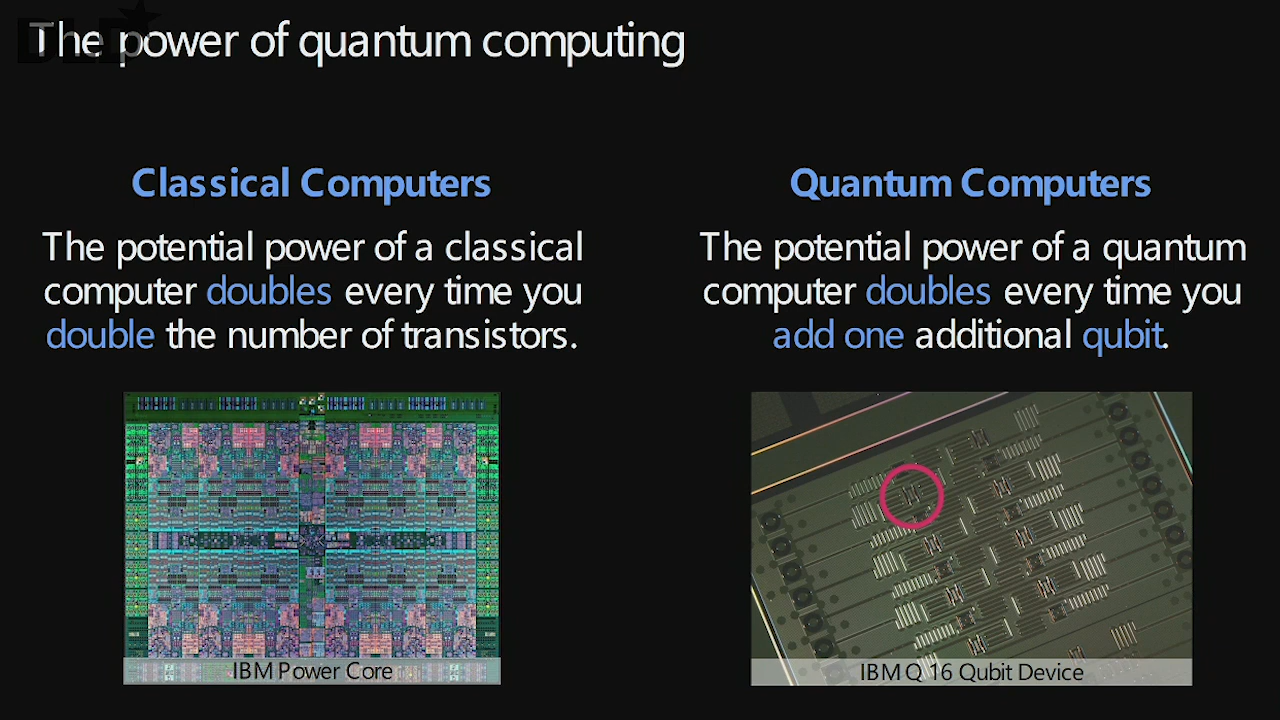 The power of quantum computing
DLD
Classical Computers
The potential power of a classical
computer doubles every time you
double the number of transistors.
IBM Power Core
Quantum Computers
The potential power of a quantum
computer doubles every time you
add one additional qubit.
IBM Q 16 Qubit Device